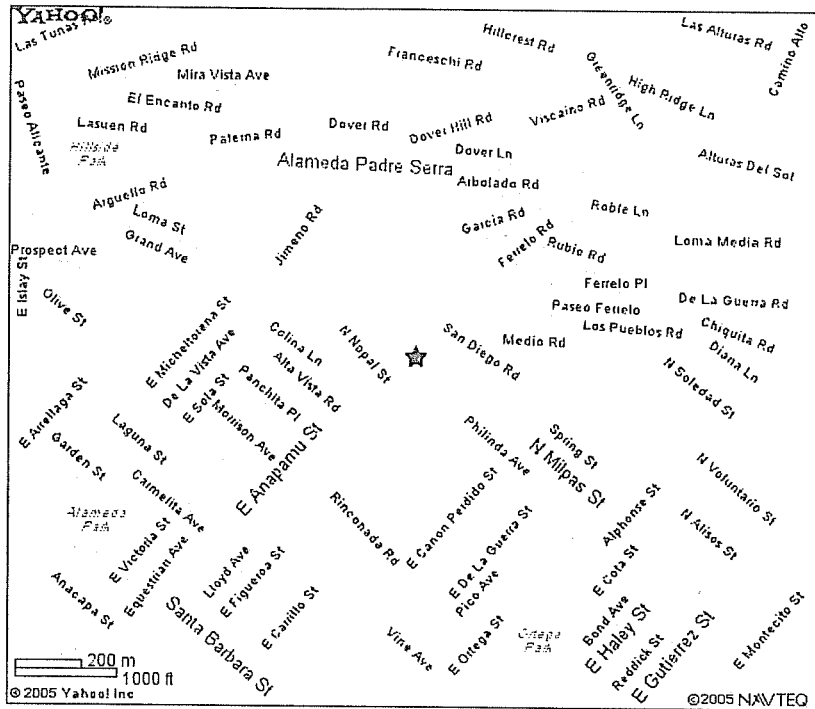 YAHOO!®
Las Tunas Rd
Hillcrest Rd
Las Alturas Rd
Camino Alto
Mission Ridge Rd
Franceschi Rd
Mira Vista Ave
Greenridge Ln
High Ridge Ln
Paseo Alicante
El Encanto Rd
Viscaino Rd
Lasuen Rd
Paterna Rd
Dover Rd
Dover Hill Rd
Hillside Park
Dover Ln
Alameda Padre Serra
Alturas Del Sol
Arbolado Rd
Arguello Rd
Loma St
Roble Ln
Garcia Rd
Jimeno Rd
Ferrelo Rd
Grand Ave
Rubio Rd
Loma Media Rd
Prospect Ave
E Islay St
Ferrelo Pl
Olive St
Paseo Ferrelo
De La Guerra Rd
E Micheltorena St
Colina Ln
N Nopal St
San Diego Rd
Medio Rd
Los Pueblos Rd
Chiquita Rd
Diana Ln
De La Vista Ave
Alta Vista Rd
E Sola St
Panchita Pl
N Soledad St
E Arrellaga St
Morrison Ave
Laguna St
Garden St
E Anapamu St
Philinda Ave
Spring St
N Milpas St
N Voluntario St
Carmelita Ave
Rinconada Rd
E Canon Perdido St
Alphonse St
N Alisos St
Alameda Park
E Victoria St
E De La Guerra St
Equestrian Ave
Lloyd Ave
E Figueroa St
Pico Ave
E Cota St
Anacapa St
Santa Barbara St
E Carrillo St
Vine Ave
E Ortega St
Ortega Park
Bond Ave
E Haley St
Reddick St
E Gutierrez St
E Montecito St
200 m
1000 ft
©2005 Yahoo! Inc
©2005 NAVTEQ